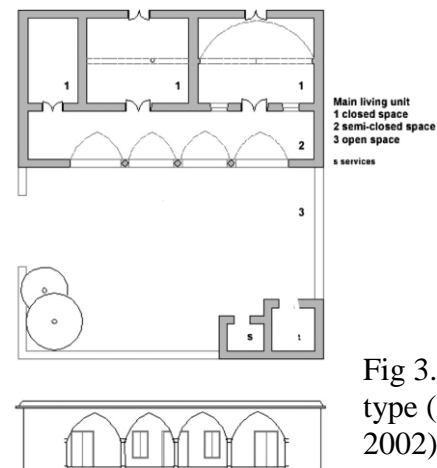 1
1
1
2
3
s
Main living unit
1 closed space
2 semi-closed space
3 open space
s services
Fig 3.
type (
2002)